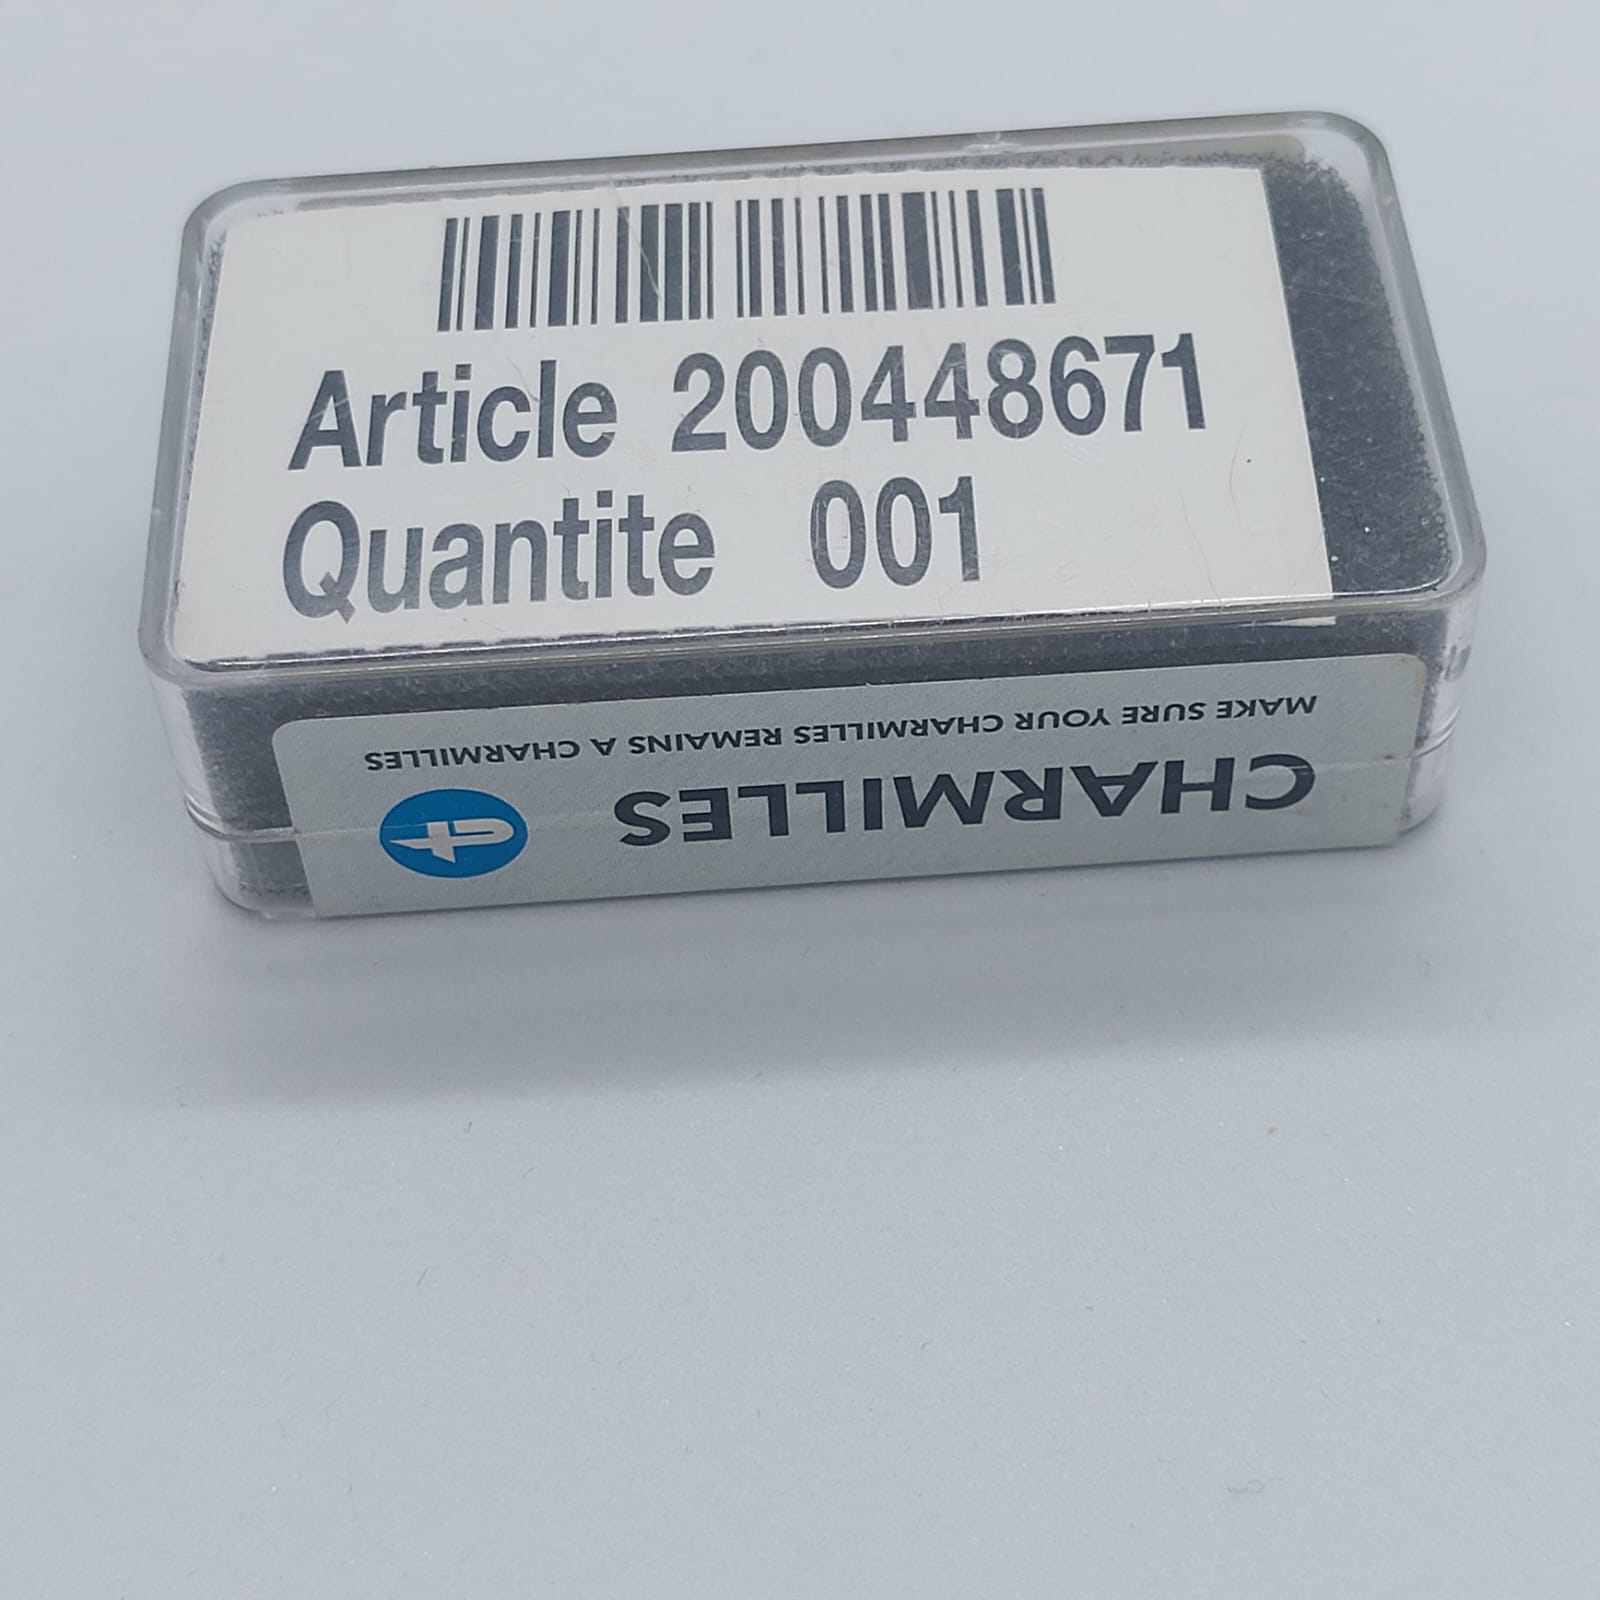 Article 200448671
Quantite 001
CHARMILLES
MAKE SURE YOUR CHARMILLES REMAINS A CHARMILLES